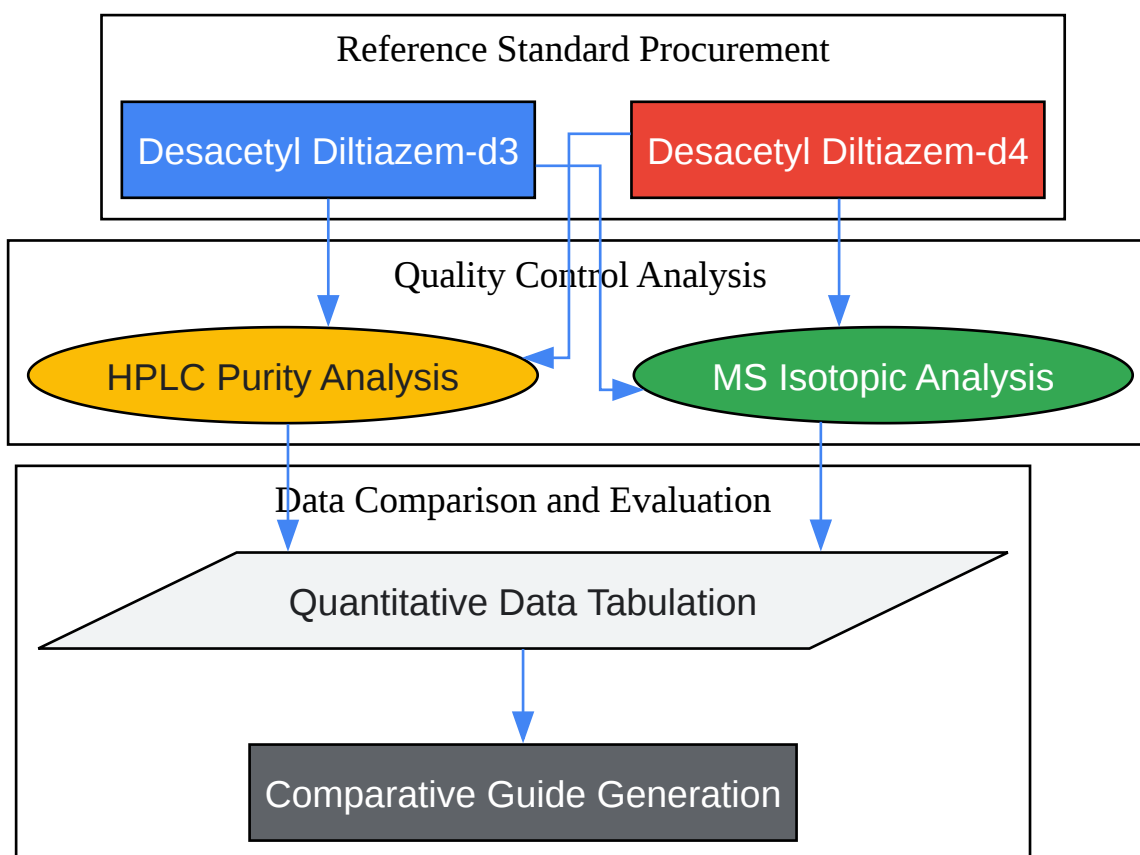 Reference Standard Procurement
Desacetyl Diltiazem-d3
Desacetyl Diltiazem-d4
Quality Control Analysis
HPLC Purity Analysis
MS Isotopic Analysis
Data Comparison and Evaluation
Quantitative Data Tabulation
Comparative Guide Generation